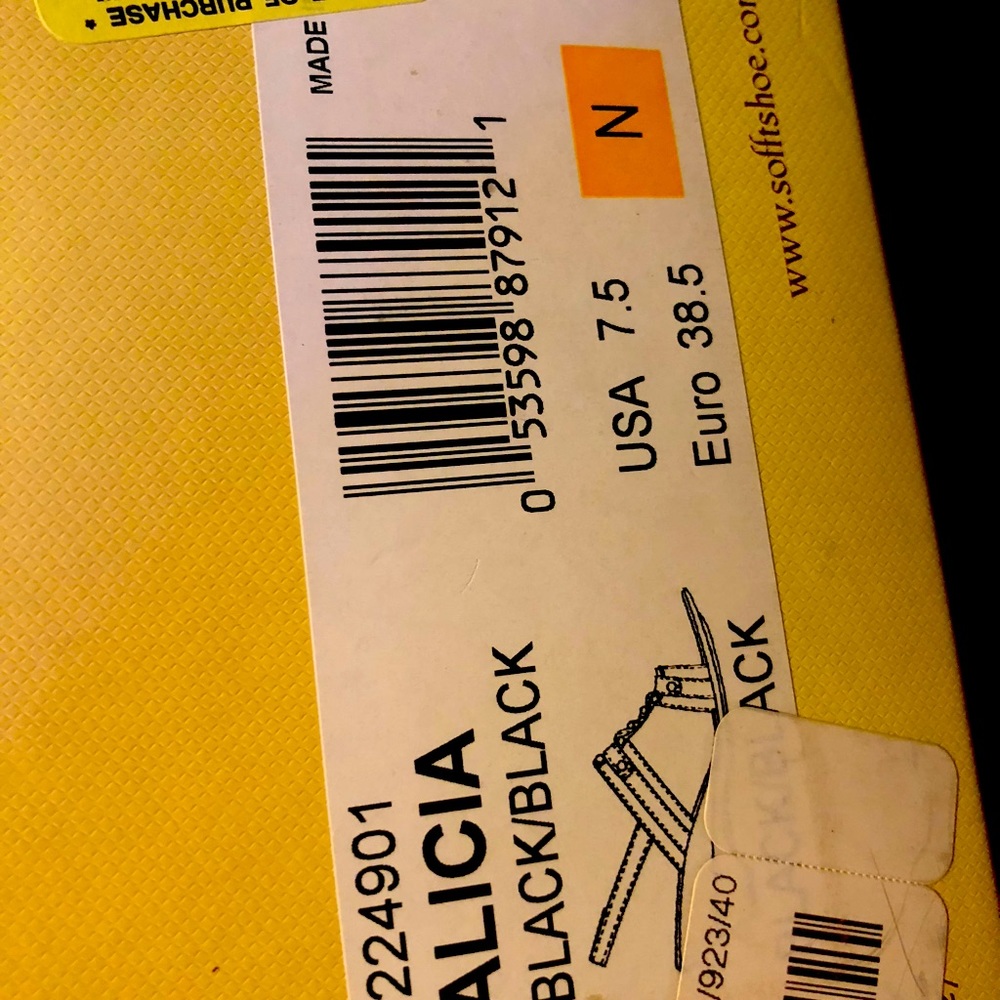 OF PURCHASE *
MADE
0 53598 87912 1
N
USA 7.5
Euro 38.5
www.sofftshoe.co
224901
ALICIA
BLACK/BLACK
ACK
/923/40